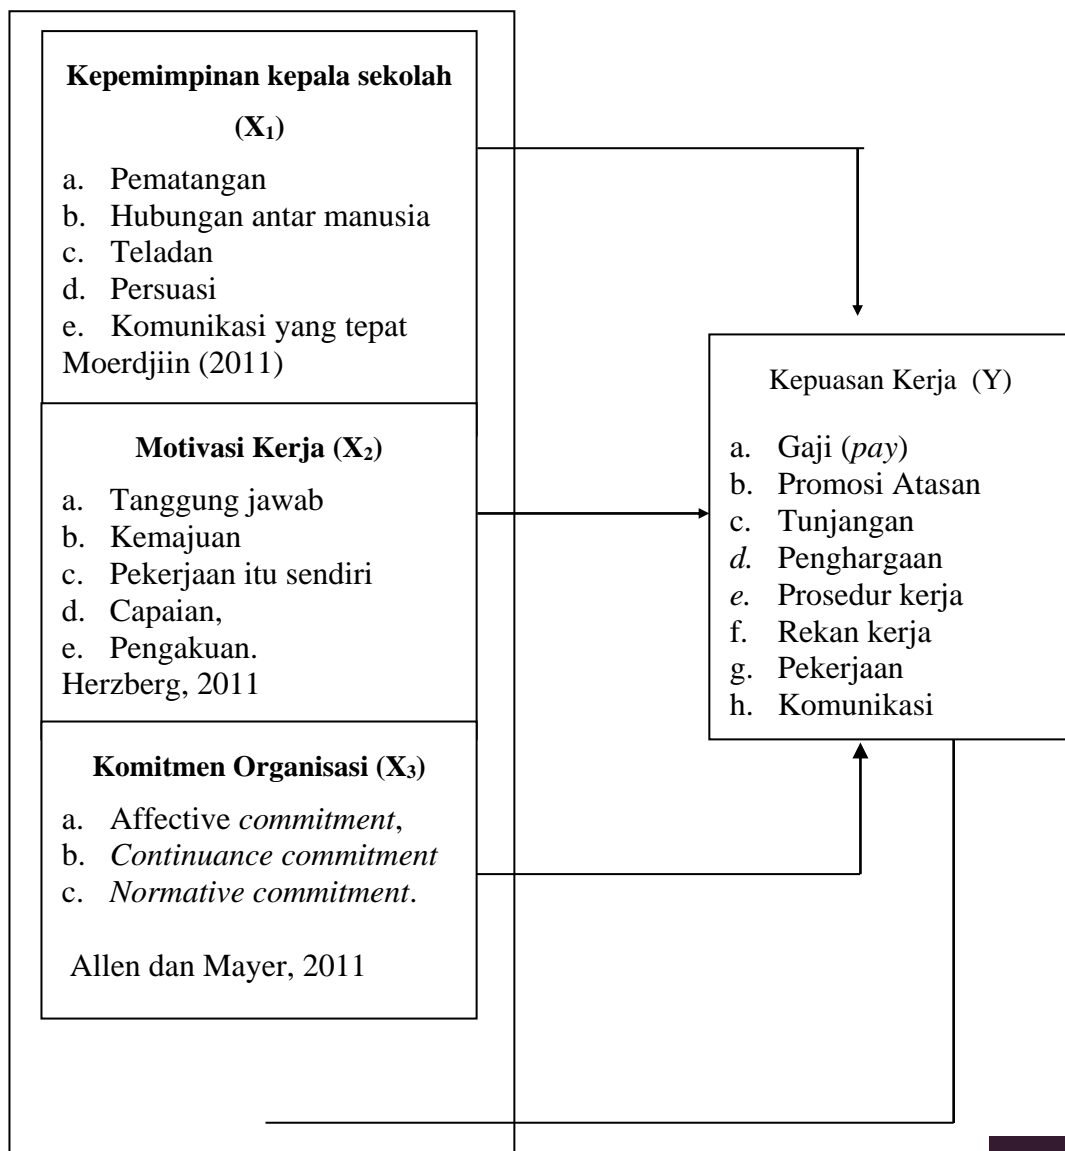 Kepemimpinan kepala sekolah
(X₁)
a. Pematangan
b. Hubungan antar manusia
c. Teladan
d. Persuasi
e. Komunikasi yang tepat
Moerdjiin (2011)
Motivasi Kerja (X₂)
a. Tanggung jawab
b. Kemajuan
c. Pekerjaan itu sendiri
d. Capaian,
e. Pengakuan.
Herzberg, 2011
Komitmen Organisasi (X₃)
a. Affective commitment,
b. Continuance commitment
c. Normative commitment.
Allen dan Mayer, 2011
Kepuasan Kerja (Y)
a. Gaji (pay)
b. Promosi Atasan
c. Tunjangan
d. Penghargaan
e. Prosedur kerja
f. Rekan kerja
g. Pekerjaan
h. Komunikasi